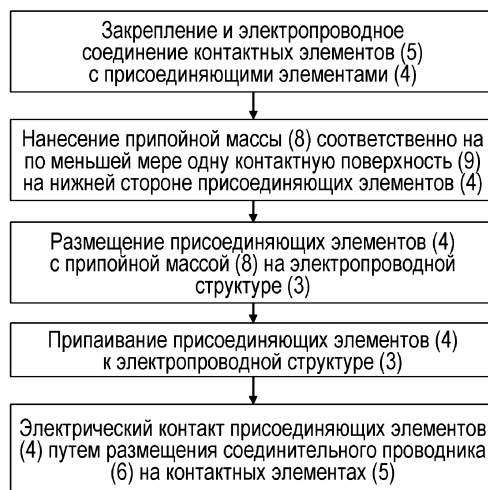 Закрепление и электропроводное
соединение контактных элементов (5)
с присоединяющими элементами (4)
Нанесение припойной массы (8) соответственно на
по меньшей мере одну контактную поверхность (9)
на нижней стороне присоединяющих элементов (4)
Размещение присоединяющих элементов (4)
с припойной массой (8) на электропроводной
структуре (3)
Припаивание присоединяющих элементов (4)
к электропроводной структуре (3)
Электрический контакт присоединяющих элементов
(4) путем размещения соединительного проводника
(6) на контактных элементах (5)